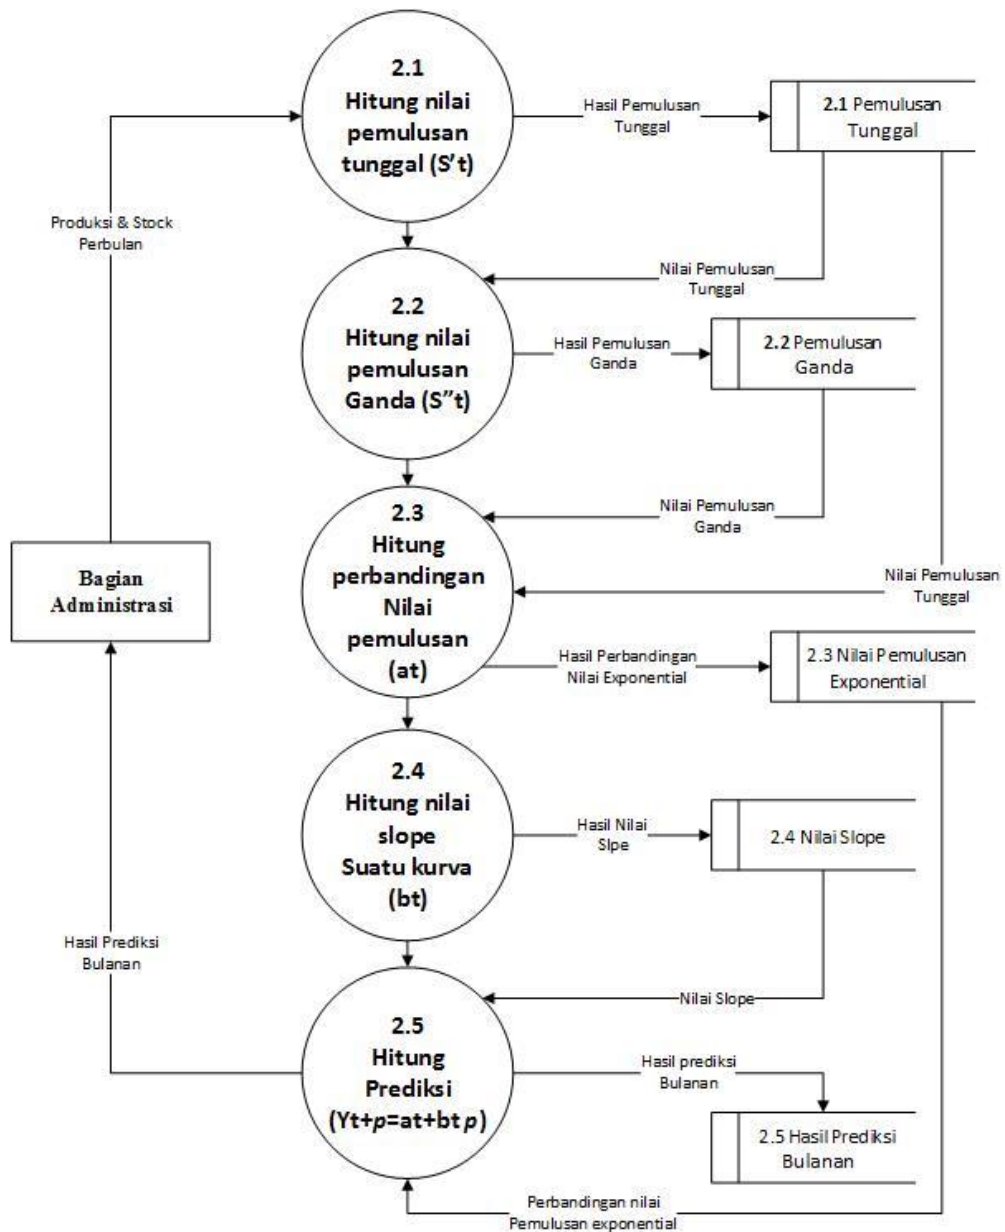 2.1
Hitung nilai
pemulusan
tunggal (S't)
Hasil Pemulusan
Tunggal
2.1 Pemulusan
Tunggal
Produksi & Stock
Perbulan
Nilai Pemulusan
Tunggal
2.2
Hitung nilai
pemulusan
Ganda (S"t)
Hasil Pemulusan
Ganda
2.2 Pemulusan
Ganda
2.3
Hitung
perbandingan
Nilai
pemulusan
(at)
Nilai Pemulusan
Ganda
Bagian
Administrasi
Nilai Pemulusan
Tunggal
Hasil Perbandingan
Nilai Exponential
2.3 Nilai Pemulusan
Exponential
2.4
Hitung nilai
slope
Suatu kurva
(bt)
Hasil Nilai
Slpe
2.4 Nilai Slope
Hasil Prediksi
Bulanan
Nilai Slope
2.5
Hitung
Prediksi
(Yt+p=at+bt p)
Hasil prediksi
Bulanan
2.5 Hasil Prediksi
Bulanan
Perbandingan nilai
Pemulusan exponential